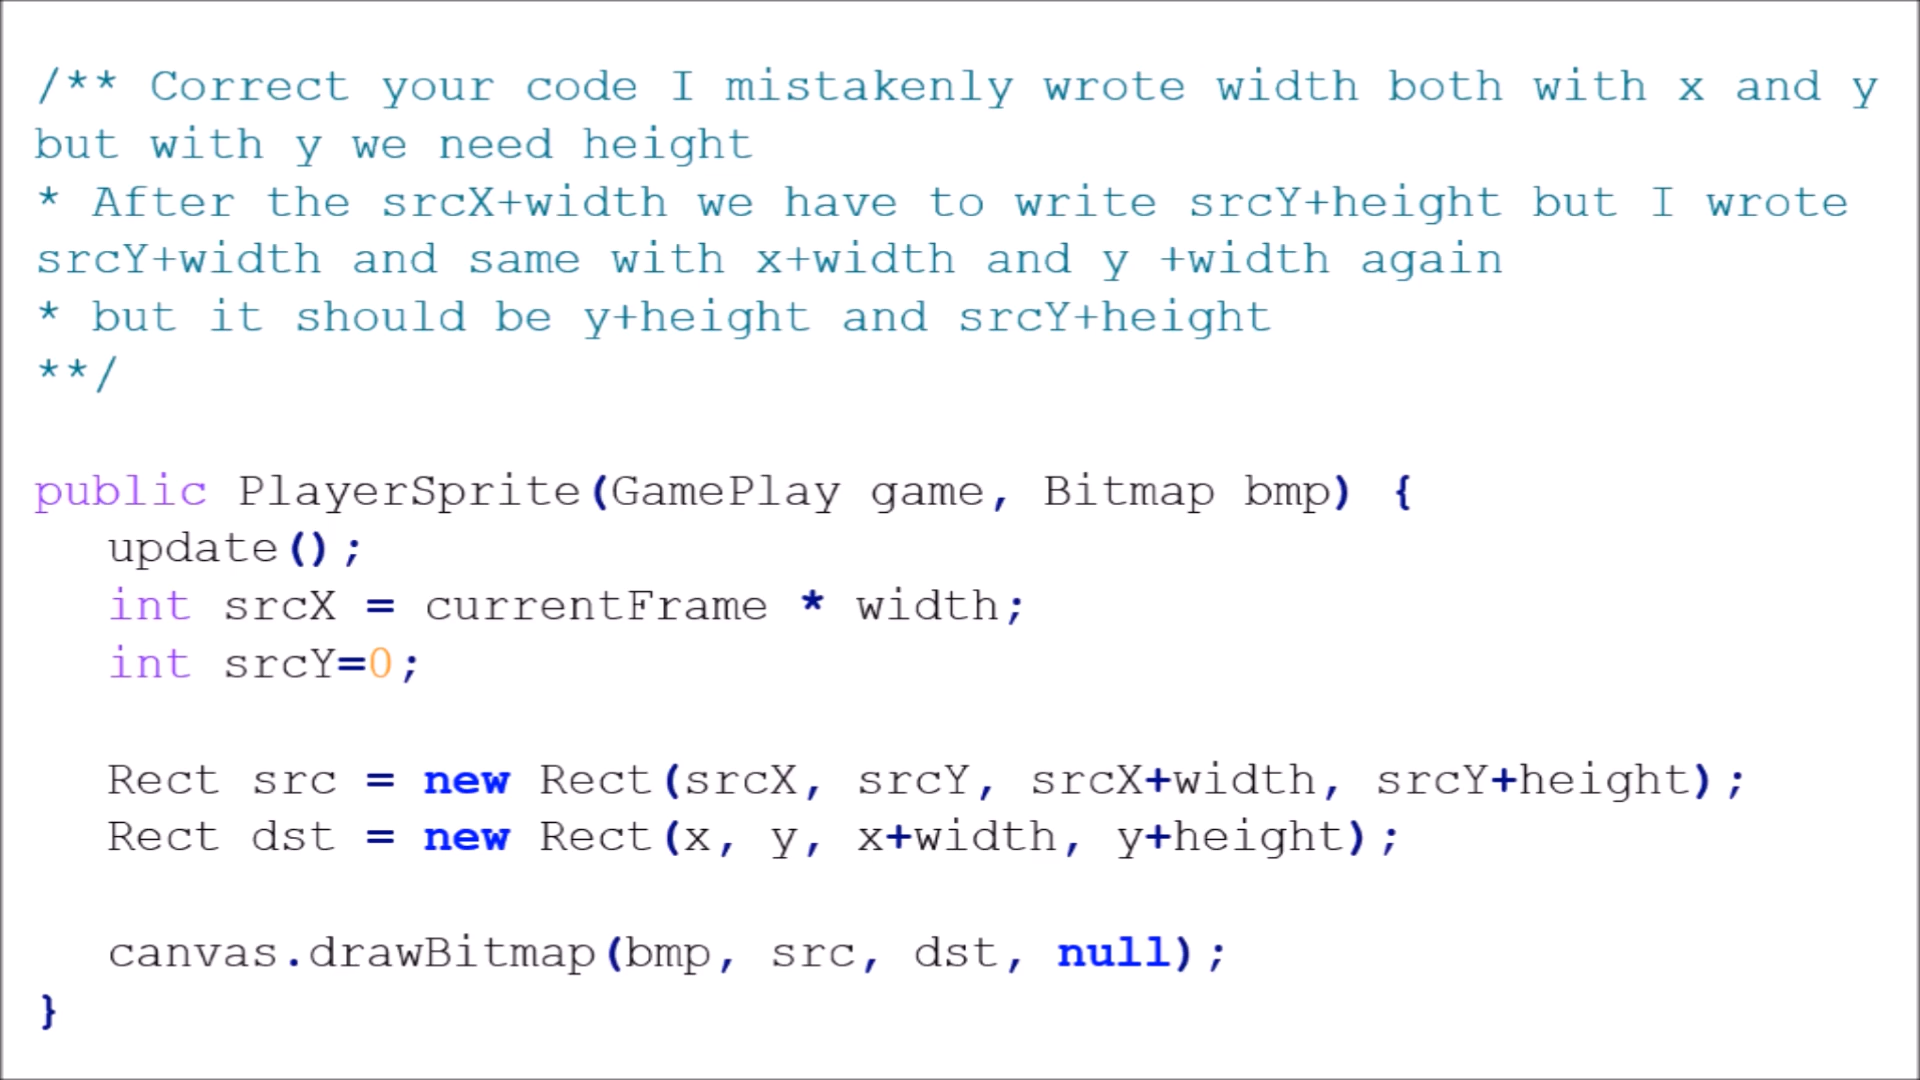 /** Correct your code I mistakenly wrote width both with x and y
but with y we need height
* After the srcX+width we have to write srcY+height but I wrote
srcY+width and same with x+width and y +width again
* but it should be y+height and srcY+height
**/
public PlayerSprite(GamePlay game, Bitmap bmp) {
update();
int srcX = currentFrame * width;
int srcY=0;
Rect src = new Rect(srcX, srcY, srcX+width, srcY+height);
Rect dst = new Rect(x, y, x+width, y+height);
canvas.drawBitmap(bmp, src, dst, null);
}